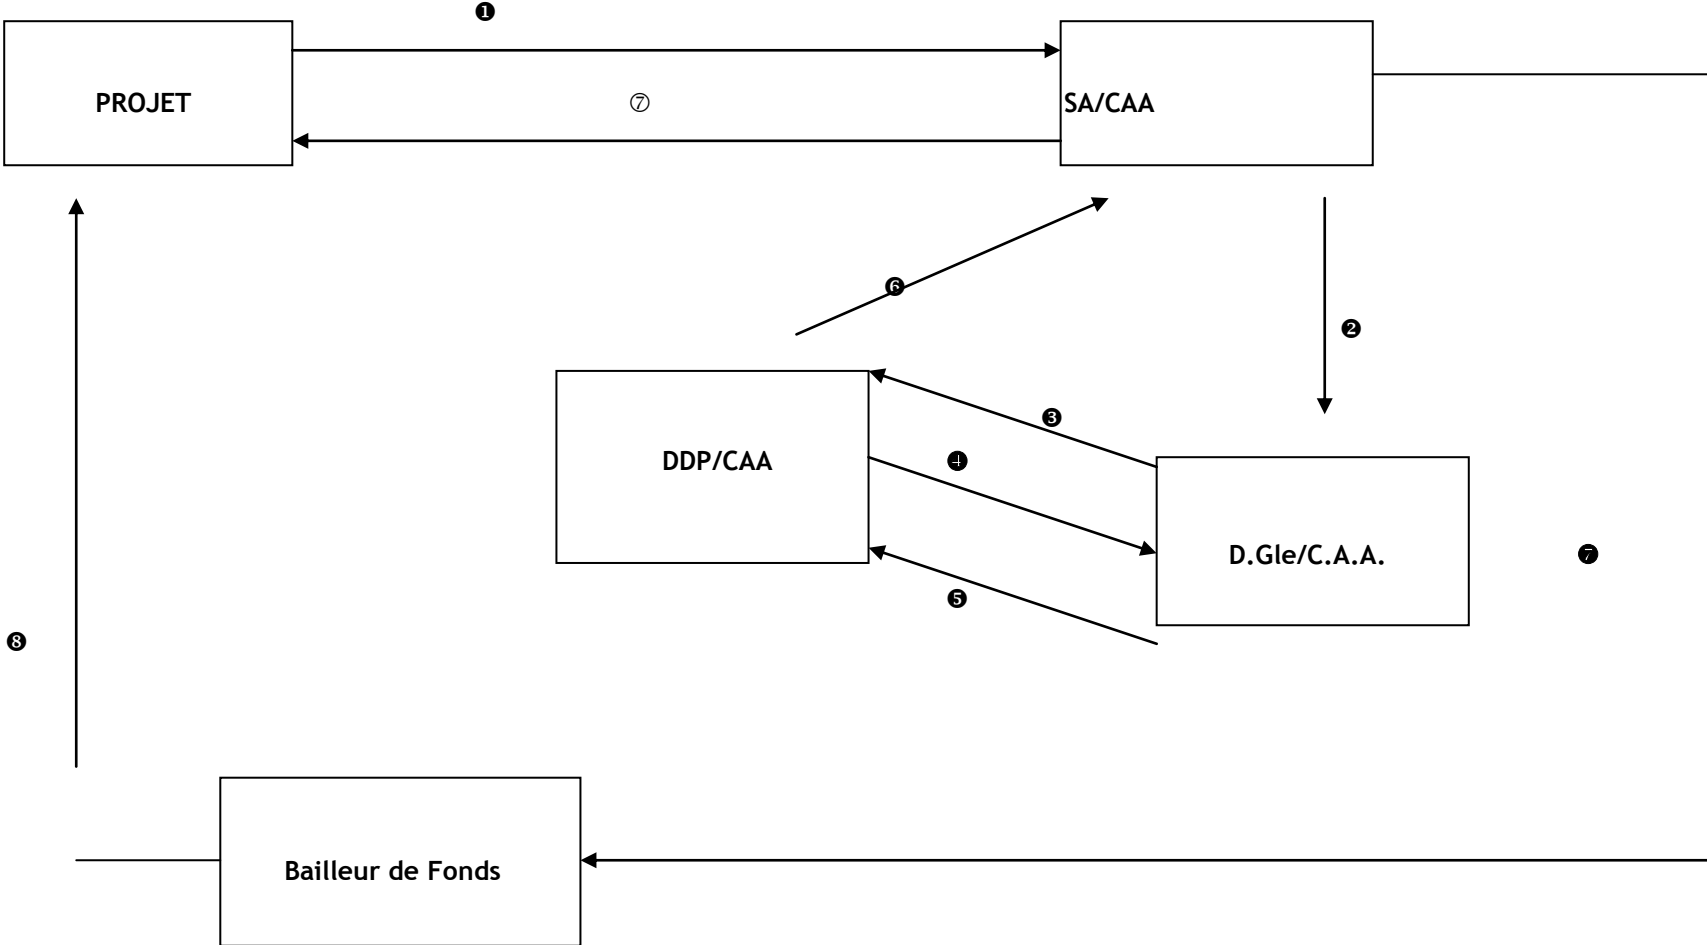 ❶
PROJET ⑦ SA/CAA
❻
❷
❸
DDP/CAA ❹
D.Gle/C.A.A. ❼
❺
❽
Bailleur de Fonds